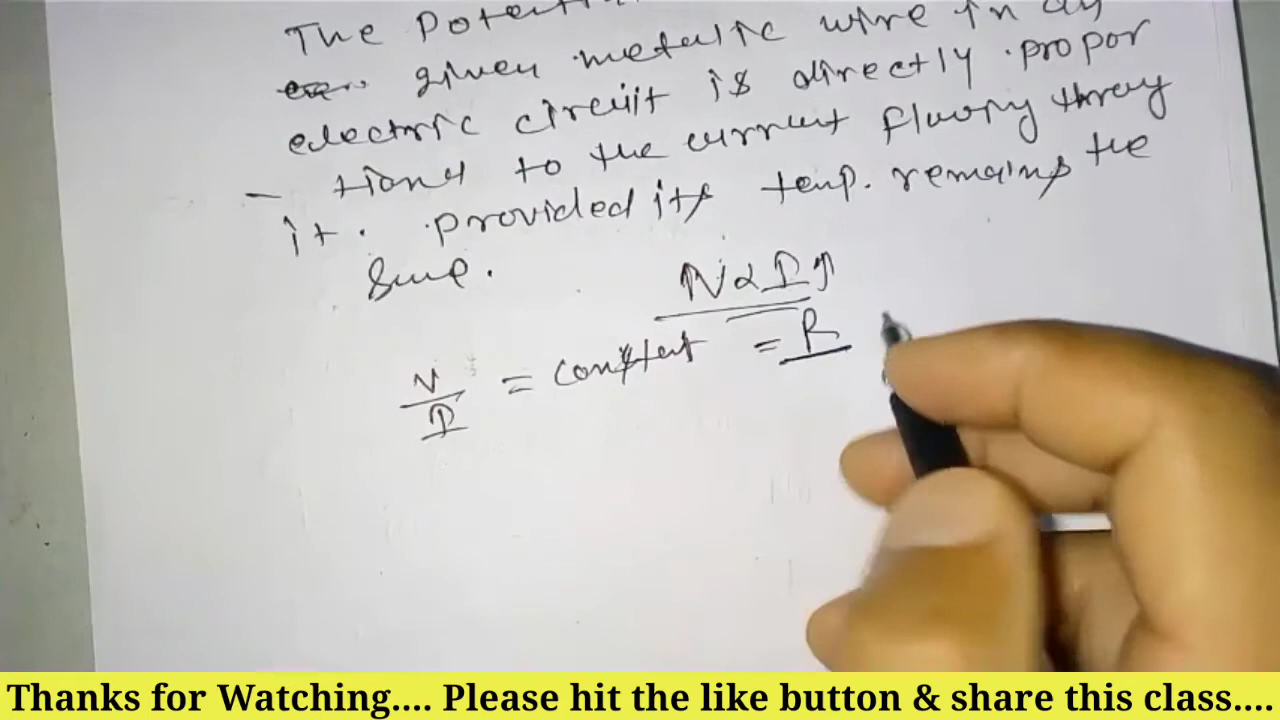 The Potenti
given metallic wire in
electric circuit is directly propor
- tional to the current flowing throug
it. provided its temp. remains the
same.
↑V ∝ I↑
V/I = constant = R
Thanks for Watching.... Please hit the like button & share this class....